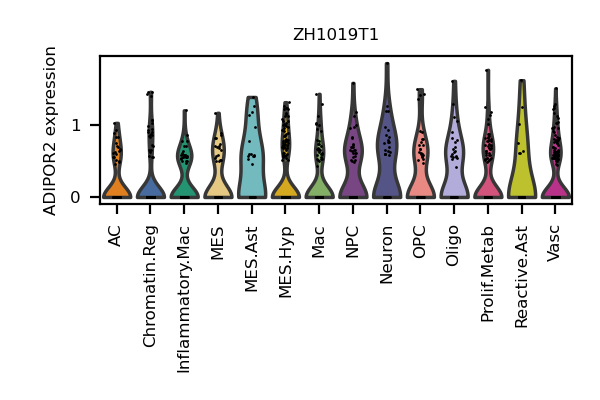 ZH1019T1
ADIPOR2 expression
1
0
AC
Chromatin.Reg
Inflammatory.Mac
MES
MES.Ast
MES.Hyp
Mac
NPC
Neuron
OPC
Oligo
Prolif.Metab
Reactive.Ast
Vasc